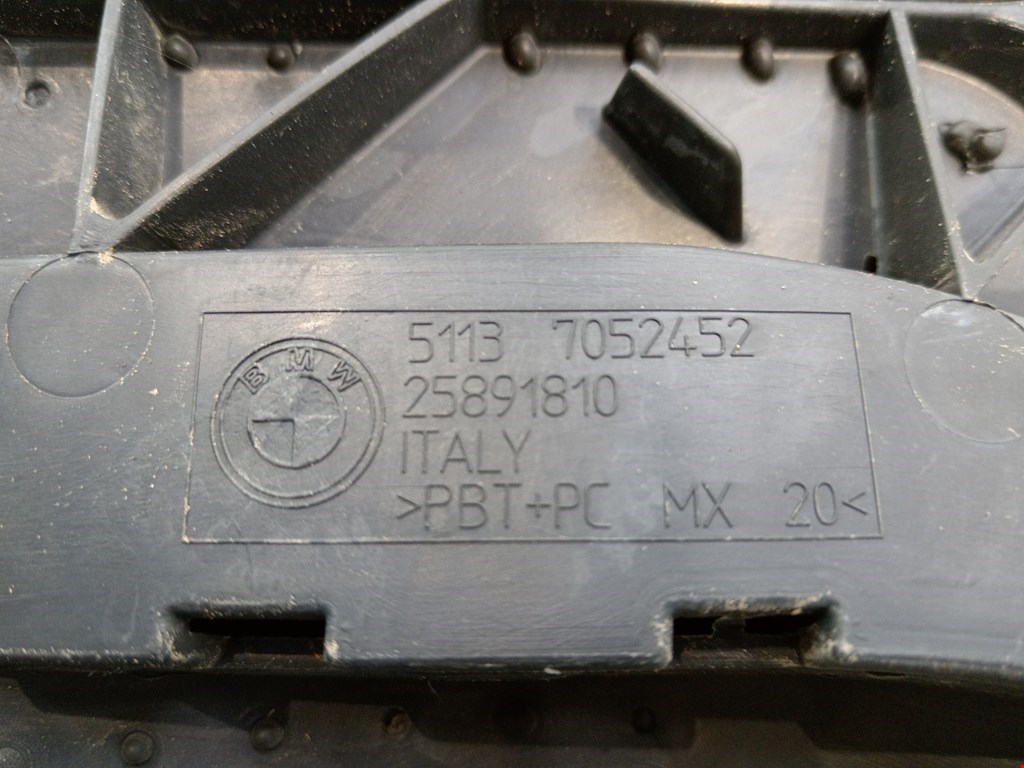 BMW
5113 7052452
25891810
ITALY
>PBT+PC MX 20<